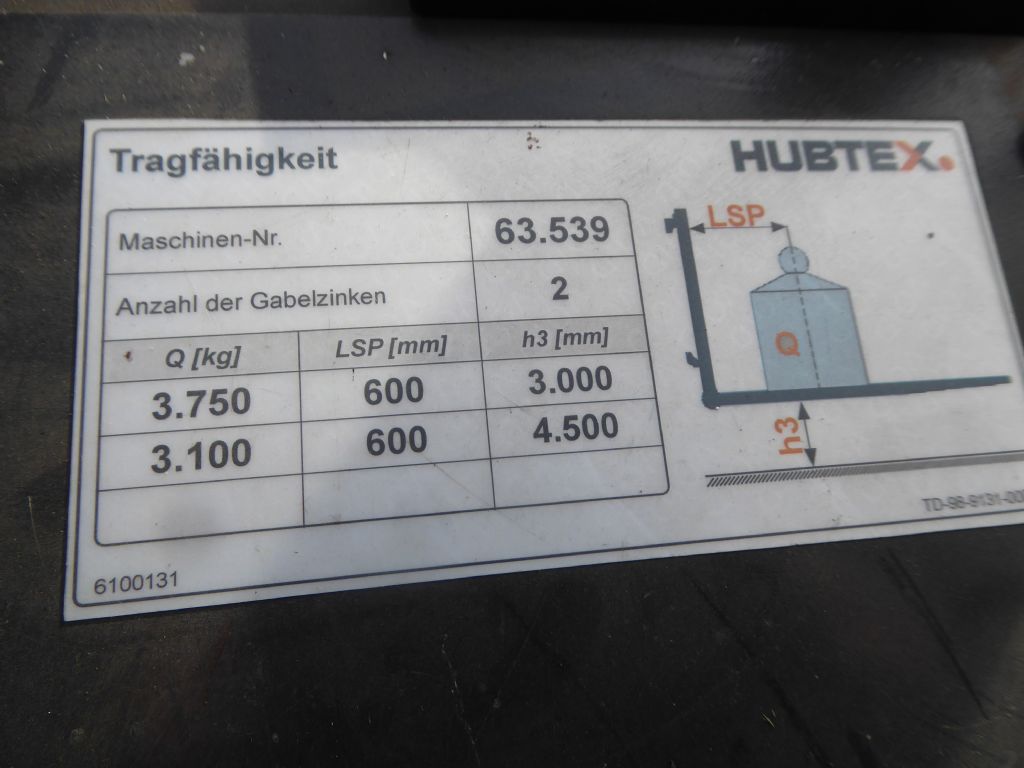 Tragfähigkeit
HUBTEX
Maschinen-Nr. 63.539
Anzahl der Gabelzinken 2
Q [kg] LSP [mm] h3 [mm]
3.750 600 3.000
3.100 600 4.500
LSP
Q
h3
6100131